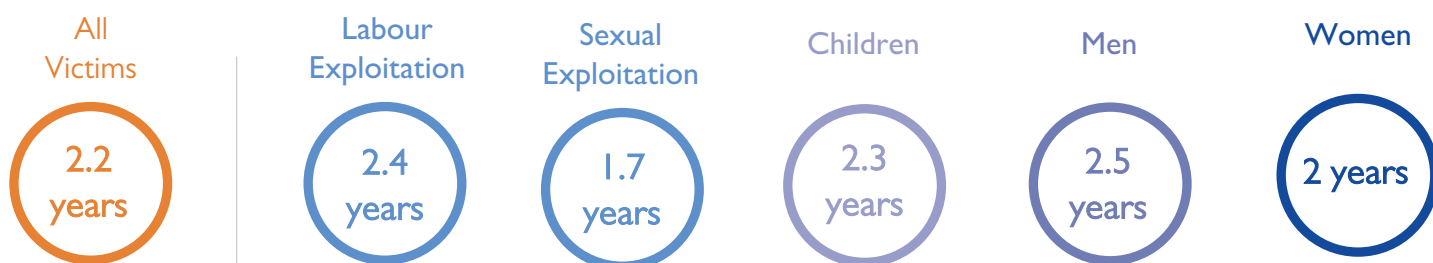 All
Victims
2.2
years
Labour
Exploitation
2.4
years
Sexual
Exploitation
1.7
years
Children
2.3
years
Men
2.5
years
Women
2 years